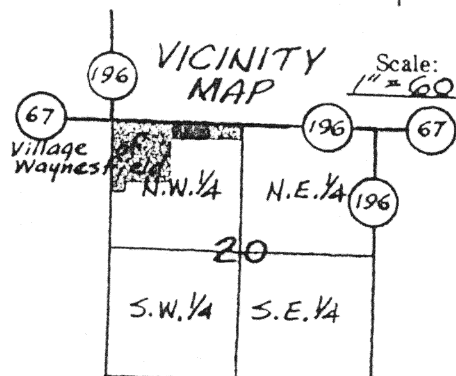 196
VICINITY
MAP
Scale:
1" = 60
67
196
67
Village of
Waynesfield
N.W. 1/4
N.E. 1/4
196
20
S.W. 1/4
S.E. 1/4